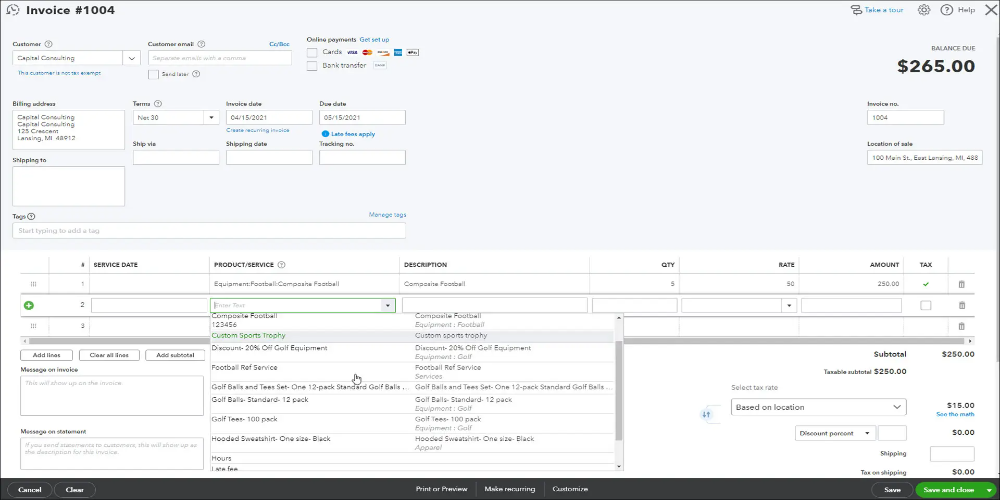 Invoice #1004
Take a tour
Help
Customer
Customer email
Cc/Bcc
Online payments Get set up
Cards VISA
Bank transfer
BALANCE DUE
$265.00
Capital Consulting
Separate emails with a comma
This customer is not tax exempt
Send later
Billing address
Terms
Invoice date
Due date
Invoice no.
Capital Consulting
Capital Consulting
125 Crescent
Lansing, MI 48912
Net 30
04/15/2021
05/15/2021
1004
Create recurring invoice
Late fees apply
Ship via
Shipping date
Tracking no.
Location of sale
100 Main St., East Lansing, MI, 488
Shipping to
Tags
Manage tags
Start typing to add a tag
# SERVICE DATE PRODUCT/SERVICE DESCRIPTION QTY RATE AMOUNT TAX
1 Equipment:Football:Composite Football Composite Football 5 50 250.00
2 Enter Text
3
Composite Football Composite Football
123456 Equipment : Football
Custom Sports Trophy Custom sports trophy
Discount- 20% Off Golf Equipment Discount- 20% Off Golf Equipment
Equipment : Golf
Football Ref Service Football Ref Service
Services
Golf Balls and Tees Set- One 12-pack Standard Golf Balls ... Golf Balls and Tees Set- One 12-pack Standard Golf Balls ...
Golf Balls- Standard- 12 pack Golf Balls- Standard- 12 pack
Equipment : Golf
Golf Tees- 100 pack Golf Tees- 100 pack
Equipment : Golf
Hooded Sweatshirt- One size- Black Hooded Sweatshirt- One size- Black
Apparel
Hours
Late fee
Add lines
Clear all lines
Add subtotal
Message on invoice
This will show up on the invoice.
Message on statement
If you send statements to customers, this will show up as
the description for this invoice.
Subtotal $250.00
Taxable subtotal $250.00
Select tax rate
Based on location
$15.00
See the math
Discount percent
$0.00
Shipping
Tax on shipping $0.00
Cancel
Clear
Print or Preview
Make recurring
Customize
Save
Save and close